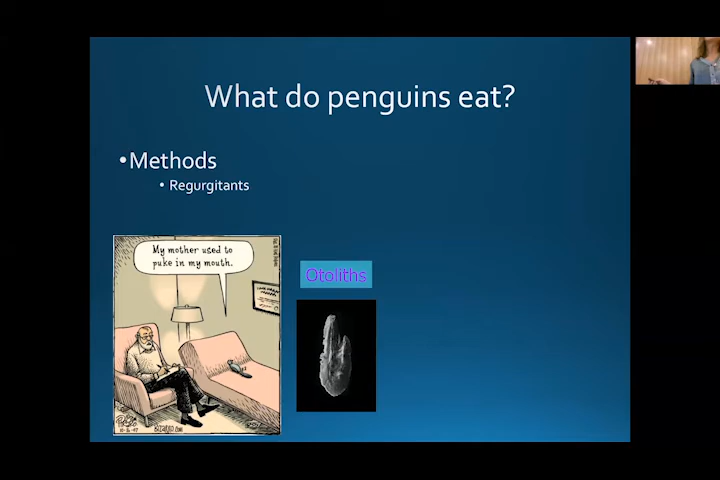 What do penguins eat?
•Methods
• Regurgitants
My mother used to
puke in my mouth.
Otoliths